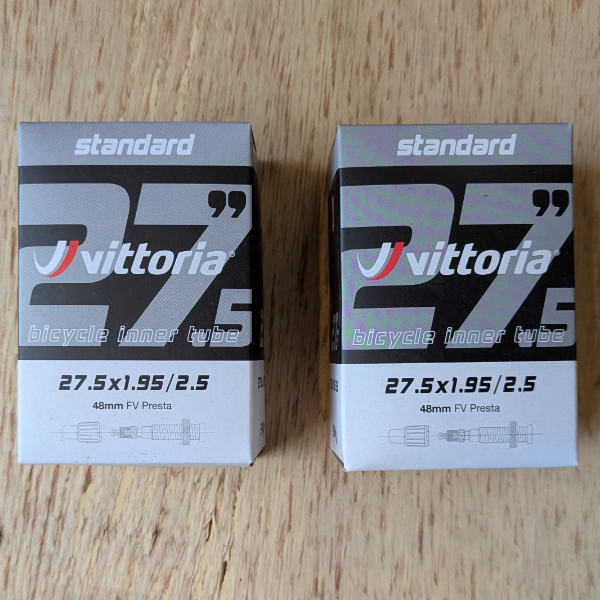 standard
27.5”
vittoria®
bicycle inner tube
27.5x1.95/2.5
48mm FV Presta
standard
27.5”
vittoria®
bicycle inner tube
27.5x1.95/2.5
48mm FV Presta